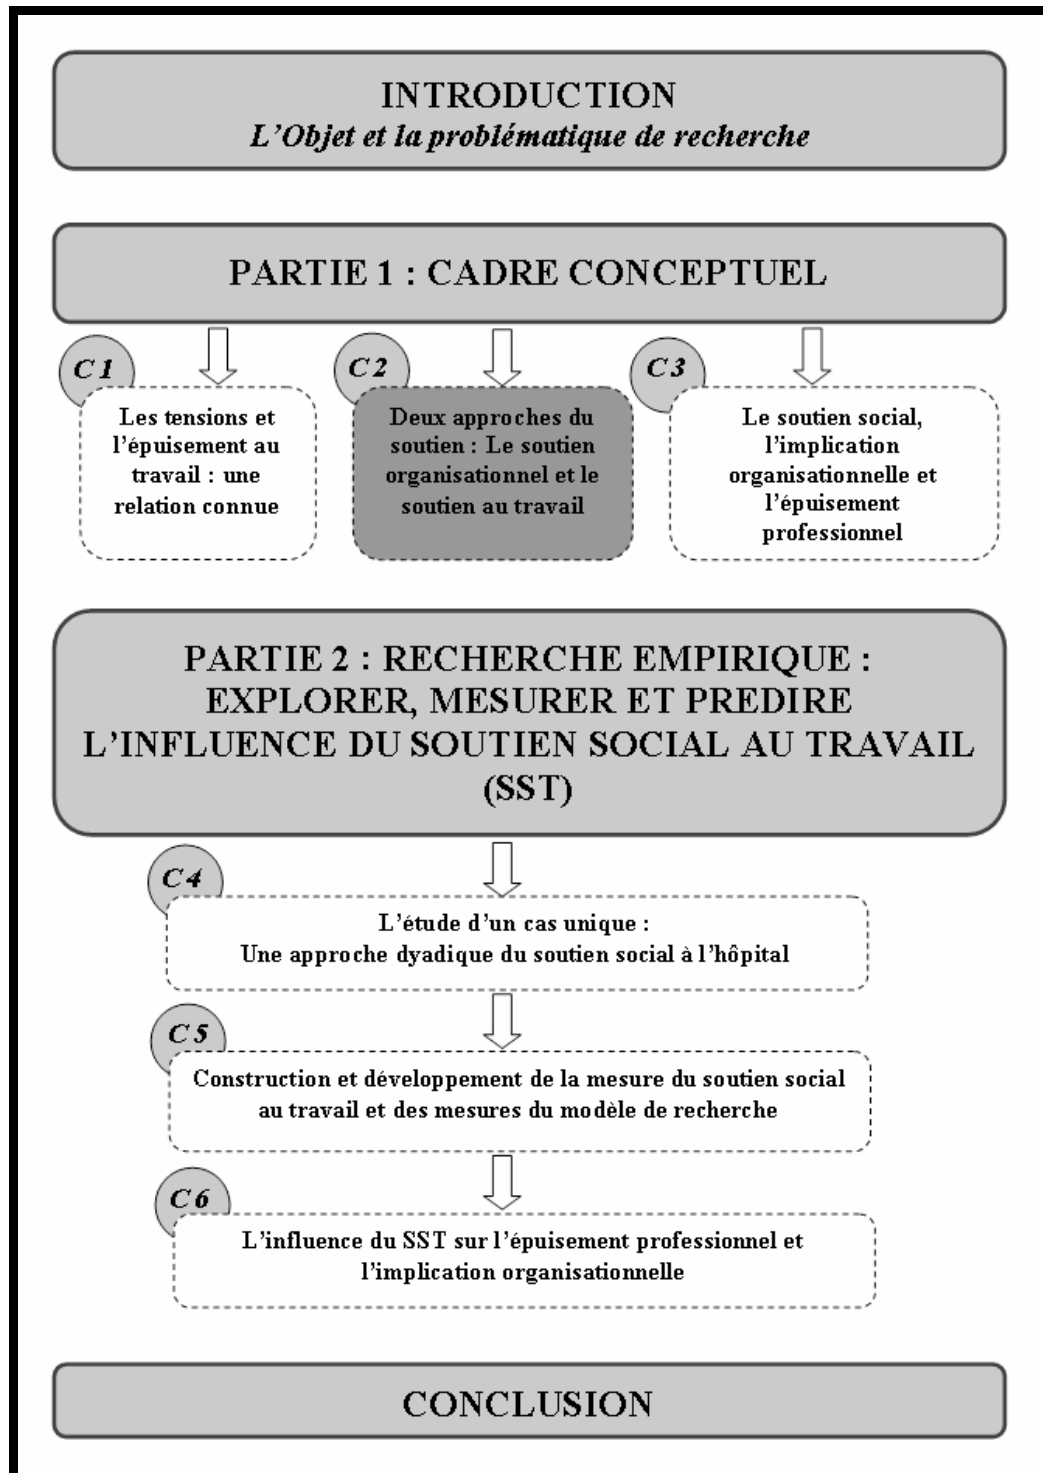 INTRODUCTION
L’Objet et la problématique de recherche
PARTIE 1 : CADRE CONCEPTUEL
C1
Les tensions et
l’épuisement au
travail : une
relation connue
C2
Deux approches du
soutien : Le soutien
organisationnel et le
soutien au travail
C3
Le soutien social,
l’implication
organisationnelle et
l’épuisement
professionnel
PARTIE 2 : RECHERCHE EMPIRIQUE :
EXPLORER, MESURER ET PREDIRE
L’INFLUENCE DU SOUTIEN SOCIAL AU TRAVAIL
(SST)
C4
L’étude d’un cas unique :
Une approche dyadique du soutien social à l’hôpital
C5
Construction et développement de la mesure du soutien social
au travail et des mesures du modèle de recherche
C6
L’influence du SST sur l’épuisement professionnel et
l’implication organisationnelle
CONCLUSION